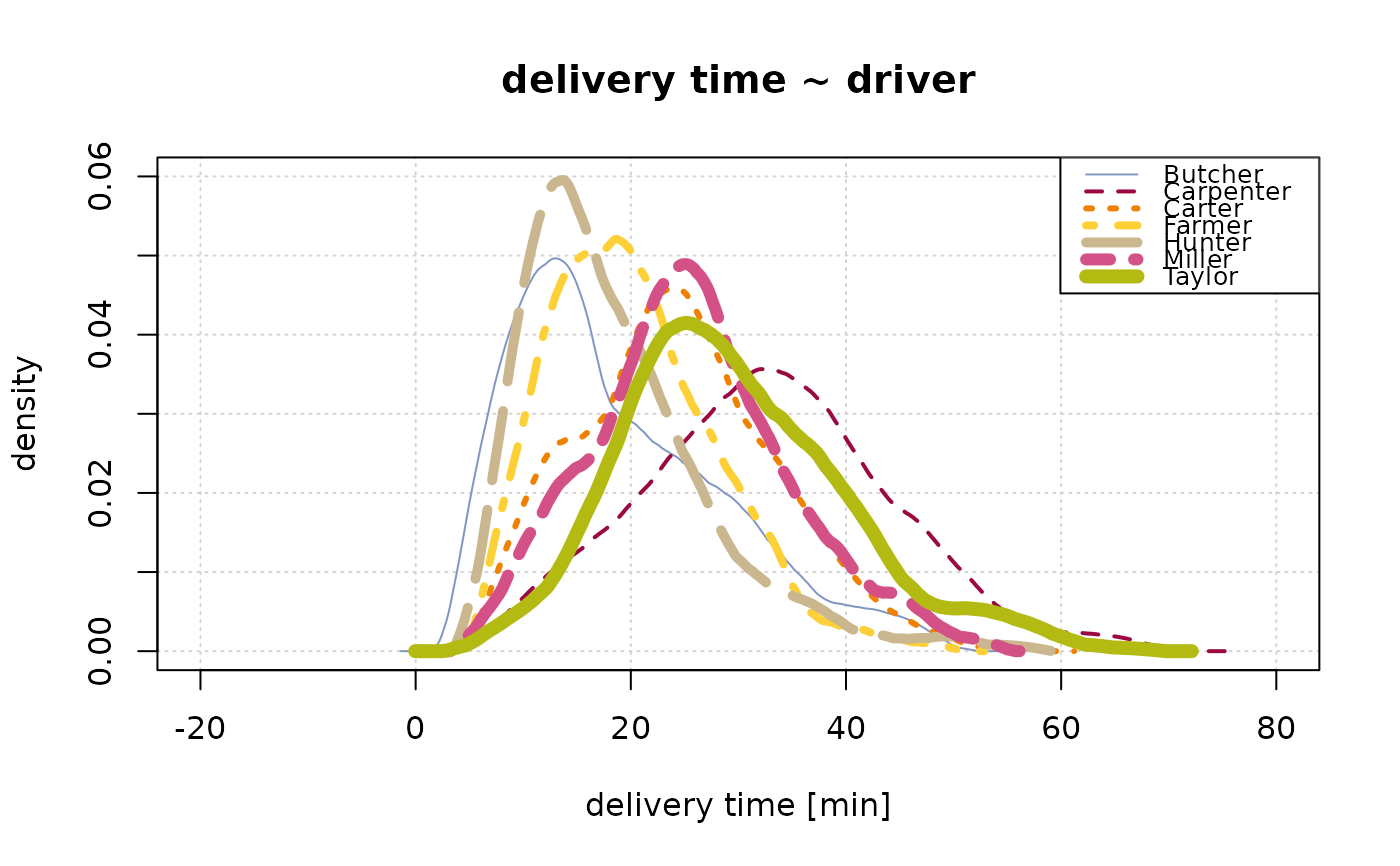 delivery time ~ driver
density
0.06
0.04
0.02
0.00
Butcher
Carpenter
Carter
Farmer
Hunter
Miller
Taylor
-20 0 20 40 60 80
delivery time [min]